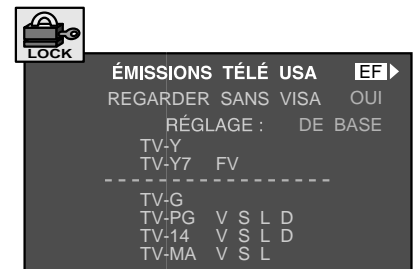 LOCK
ÉMISSIONS TÉLÉ USA EF
REGARDER SANS VISA OUI
RÉGLAGE : DE BASE
TV-Y
TV-Y7 FV
TV-G
TV-PG V S L D
TV-14 V S L D
TV-MA V S L